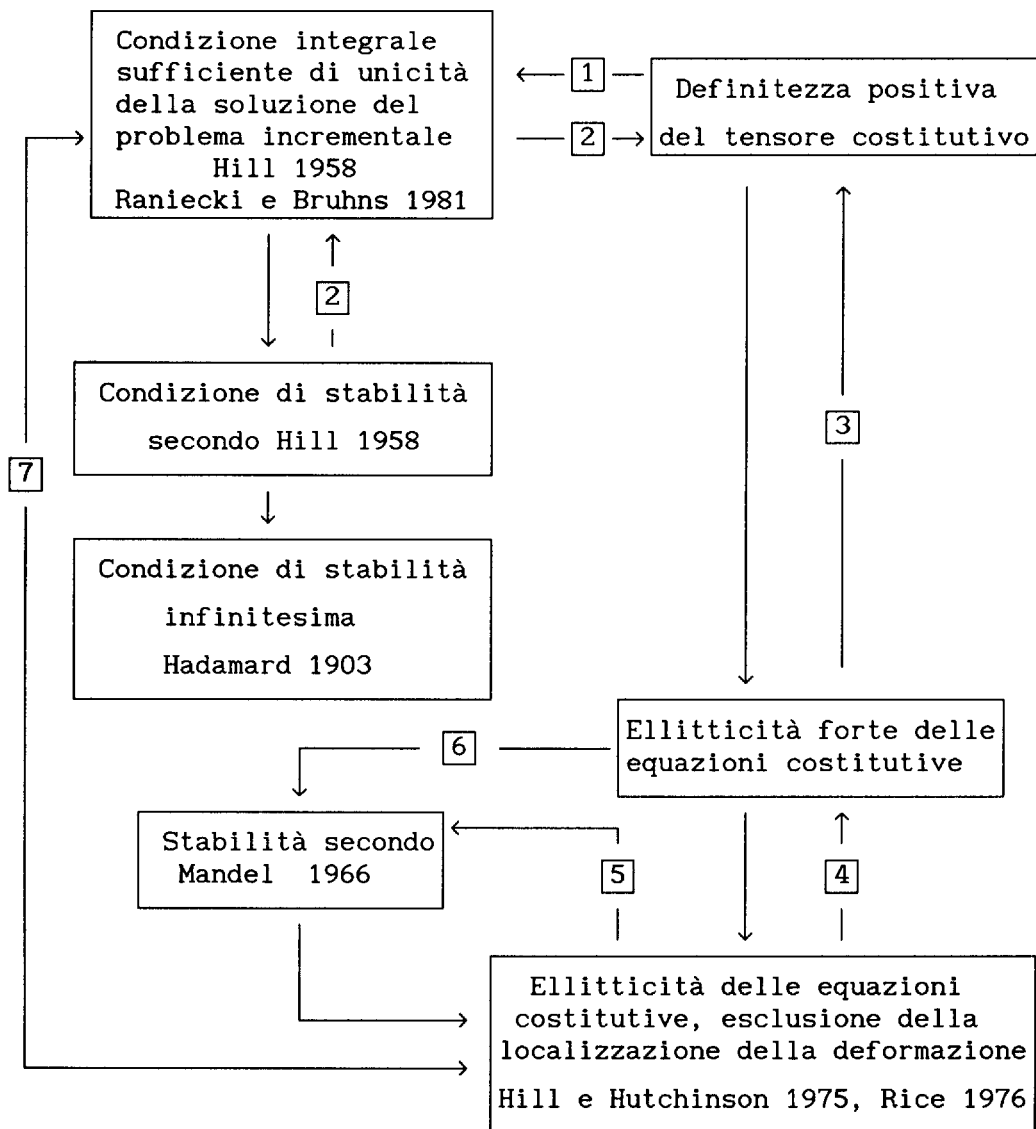 Condizione integrale
sufficiente di unicità
della soluzione del
problema incrementale
Hill 1958
Raniecki e Bruhns 1981
1
2
Definitezza positiva
del tensore costitutivo
2
3
Condizione di stabilità
secondo Hill 1958
7
Condizione di stabilità
infinitesima
Hadamard 1903
6
Ellitticità forte delle
equazioni costitutive
Stabilità secondo
Mandel 1966
5
4
Ellitticità delle equazioni
costitutive, esclusione della
localizzazione della deformazione
Hill e Hutchinson 1975, Rice 1976